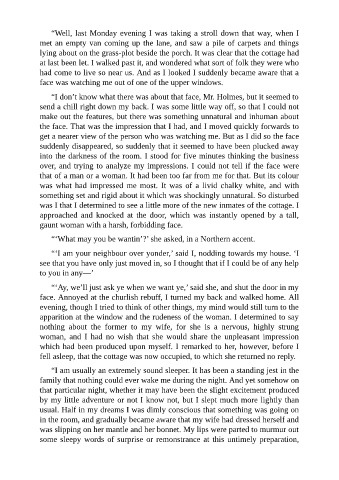 “Well, last Monday evening I was taking a stroll down that way, when I
met an empty van coming up the lane, and saw a pile of carpets and things
lying about on the grass-plot beside the porch. It was clear that the cottage had
at last been let. I walked past it, and wondered what sort of folk they were who
had come to live so near us. And as I looked I suddenly became aware that a
face was watching me out of one of the upper windows.
“I don’t know what there was about that face, Mr. Holmes, but it seemed to
send a chill right down my back. I was some little way off, so that I could not
make out the features, but there was something unnatural and inhuman about
the face. That was the impression that I had, and I moved quickly forwards to
get a nearer view of the person who was watching me. But as I did so the face
suddenly disappeared, so suddenly that it seemed to have been plucked away
into the darkness of the room. I stood for five minutes thinking the business
over, and trying to analyze my impressions. I could not tell if the face were
that of a man or a woman. It had been too far from me for that. But its colour
was what had impressed me most. It was of a livid chalky white, and with
something set and rigid about it which was shockingly unnatural. So disturbed
was I that I determined to see a little more of the new inmates of the cottage. I
approached and knocked at the door, which was instantly opened by a tall,
gaunt woman with a harsh, forbidding face.
“‘What may you be wantin’?’ she asked, in a Northern accent.
“‘I am your neighbour over yonder,’ said I, nodding towards my house. ‘I
see that you have only just moved in, so I thought that if I could be of any help
to you in any—’
“‘Ay, we’ll just ask ye when we want ye,’ said she, and shut the door in my
face. Annoyed at the churlish rebuff, I turned my back and walked home. All
evening, though I tried to think of other things, my mind would still turn to the
apparition at the window and the rudeness of the woman. I determined to say
nothing about the former to my wife, for she is a nervous, highly strung
woman, and I had no wish that she would share the unpleasant impression
which had been produced upon myself. I remarked to her, however, before I
fell asleep, that the cottage was now occupied, to which she returned no reply.
“I am usually an extremely sound sleeper. It has been a standing jest in the
family that nothing could ever wake me during the night. And yet somehow on
that particular night, whether it may have been the slight excitement produced
by my little adventure or not I know not, but I slept much more lightly than
usual. Half in my dreams I was dimly conscious that something was going on
in the room, and gradually became aware that my wife had dressed herself and
was slipping on her mantle and her bonnet. My lips were parted to murmur out
some sleepy words of surprise or remonstrance at this untimely preparation,